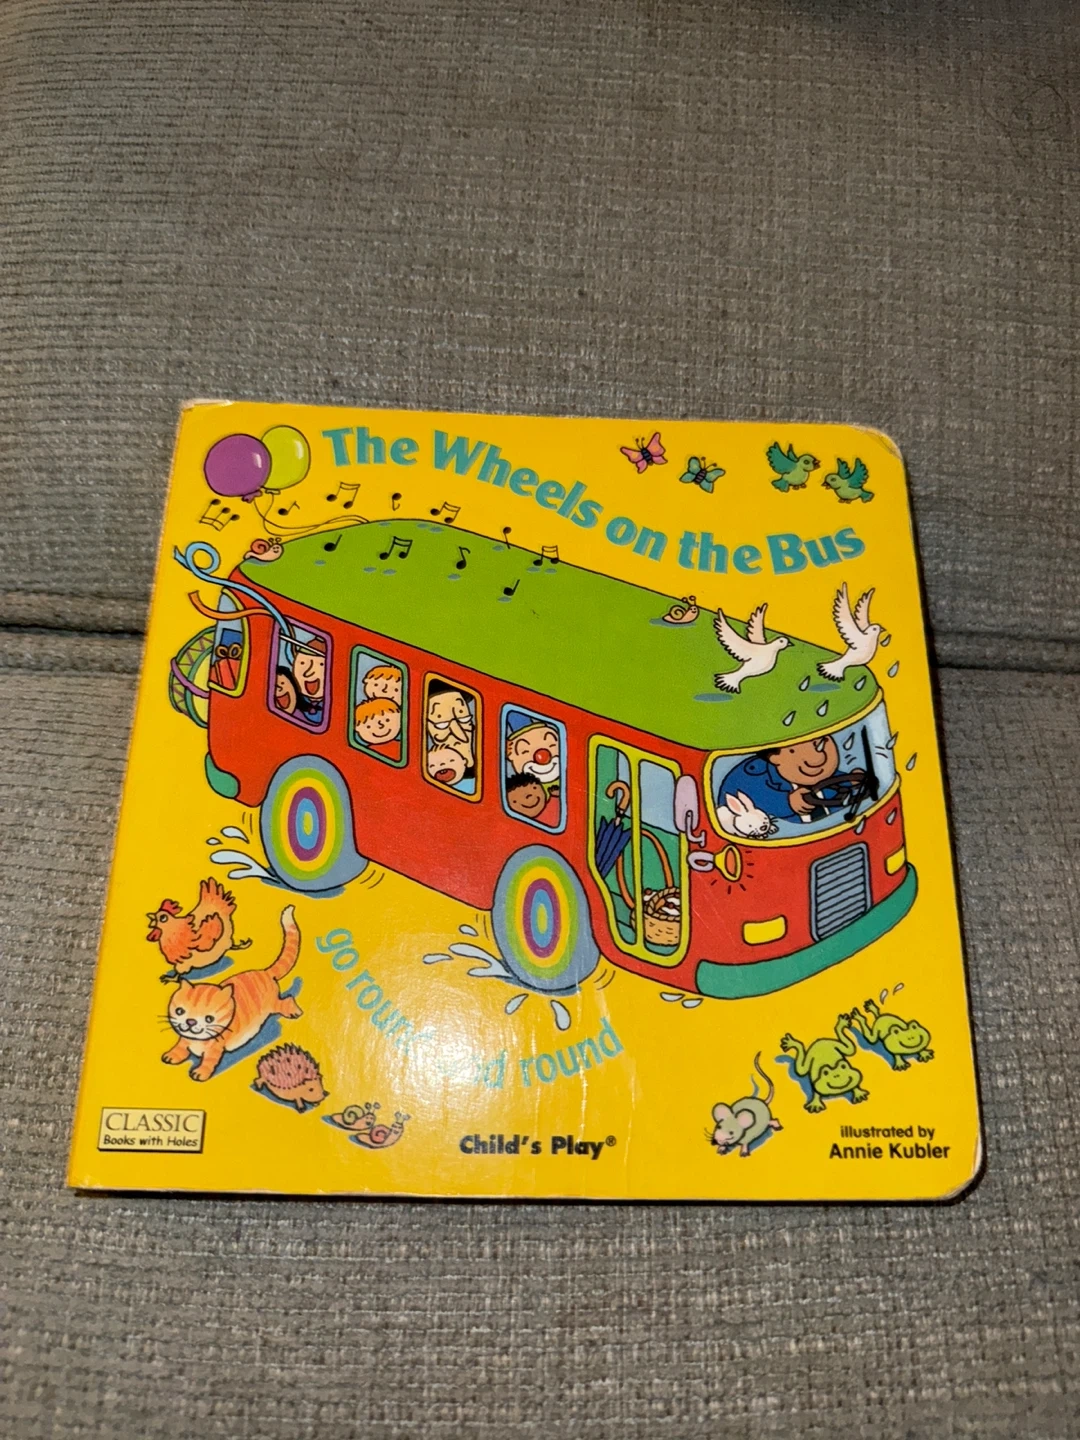 The Wheels on the Bus
go round and round
CLASSIC
Books with Holes
Child's Play®
illustrated by
Annie Kubler